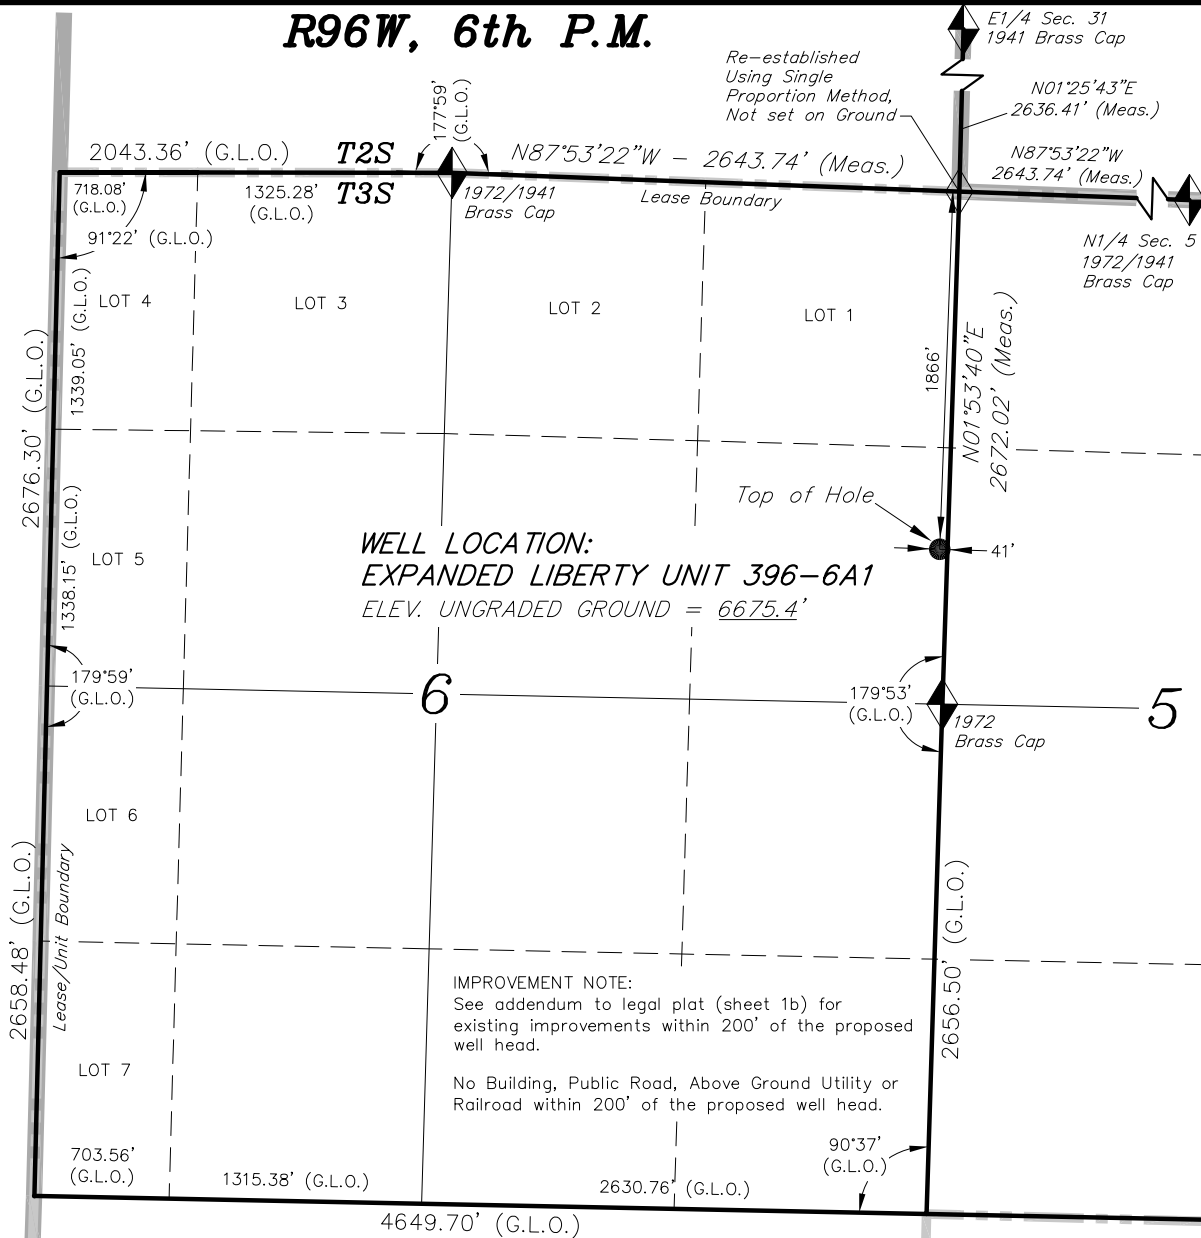 R96W, 6th P.M.
E1/4 Sec. 31
1941 Brass Cap
Re-established
Using Single
Proportion Method,
Not set on Ground
N01°25'43"E
2636.41' (Meas.)
177°59'
(G.L.O.)
2043.36' (G.L.O.)
T2S
T3S
N87°53'22"W - 2643.74' (Meas.)
N87°53'22"W
2643.74' (Meas.)
718.08'
(G.L.O.)
1325.28'
(G.L.O.)
1972/1941
Brass Cap
Lease Boundary
91°22' (G.L.O.)
N1/4 Sec. 5
1972/1941
Brass Cap
LOT 4
LOT 3
LOT 2
LOT 1
1339.05' (G.L.O.)
2676.30' (G.L.O.)
1866'
N01°53'40"E
2672.02' (Meas.)
Top of Hole
41'
1338.15' (G.L.O.)
LOT 5
WELL LOCATION:
EXPANDED LIBERTY UNIT 396-6A1
ELEV. UNGRADED GROUND = 6675.4'
179°59'
(G.L.O.)
6
179°53'
(G.L.O.)
5
1972
Brass Cap
LOT 6
2658.48' (G.L.O.)
Lease/Unit Boundary
2656.50' (G.L.O.)
IMPROVEMENT NOTE:
See addendum to legal plat (sheet 1b) for
existing improvements within 200' of the proposed
well head.
No Building, Public Road, Above Ground Utility or
Railroad within 200' of the proposed well head.
LOT 7
703.56'
(G.L.O.)
1315.38' (G.L.O.)
2630.76' (G.L.O.)
90°37'
(G.L.O.)
4649.70' (G.L.O.)